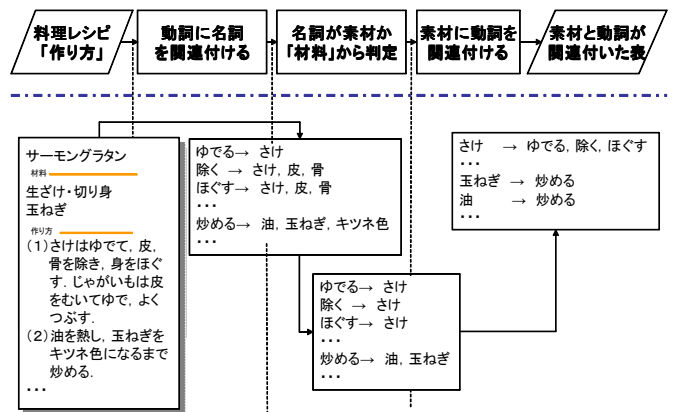 料理レシピ
「作り方」
動詞に名詞
を関連付ける
名詞が素材か
「材料」から判定
素材に動詞を
関連付ける
素材と動詞が
関連付いた表
サーモングラタン
材料
生ざけ・切り身
玉ねぎ
作り方
(1)さけはゆでて, 皮,
骨を除き, 身をほぐ
す. じゃがいもは皮
をむいてゆで, よく
つぶす.
(2)油を熱し, 玉ねぎを
キツネ色になるまで
炒める.
・・・
ゆでる→ さけ
除く → さけ, 皮, 骨
ほぐす→ さけ, 皮, 骨
・・・
炒める→ 油, 玉ねぎ, キツネ色
・・・
ゆでる→ さけ
除く → さけ
ほぐす→ さけ
・・・
炒める→ 油, 玉ねぎ
・・・
さけ → ゆでる, 除く, ほぐす
・・・
玉ねぎ → 炒める
油 → 炒める
・・・